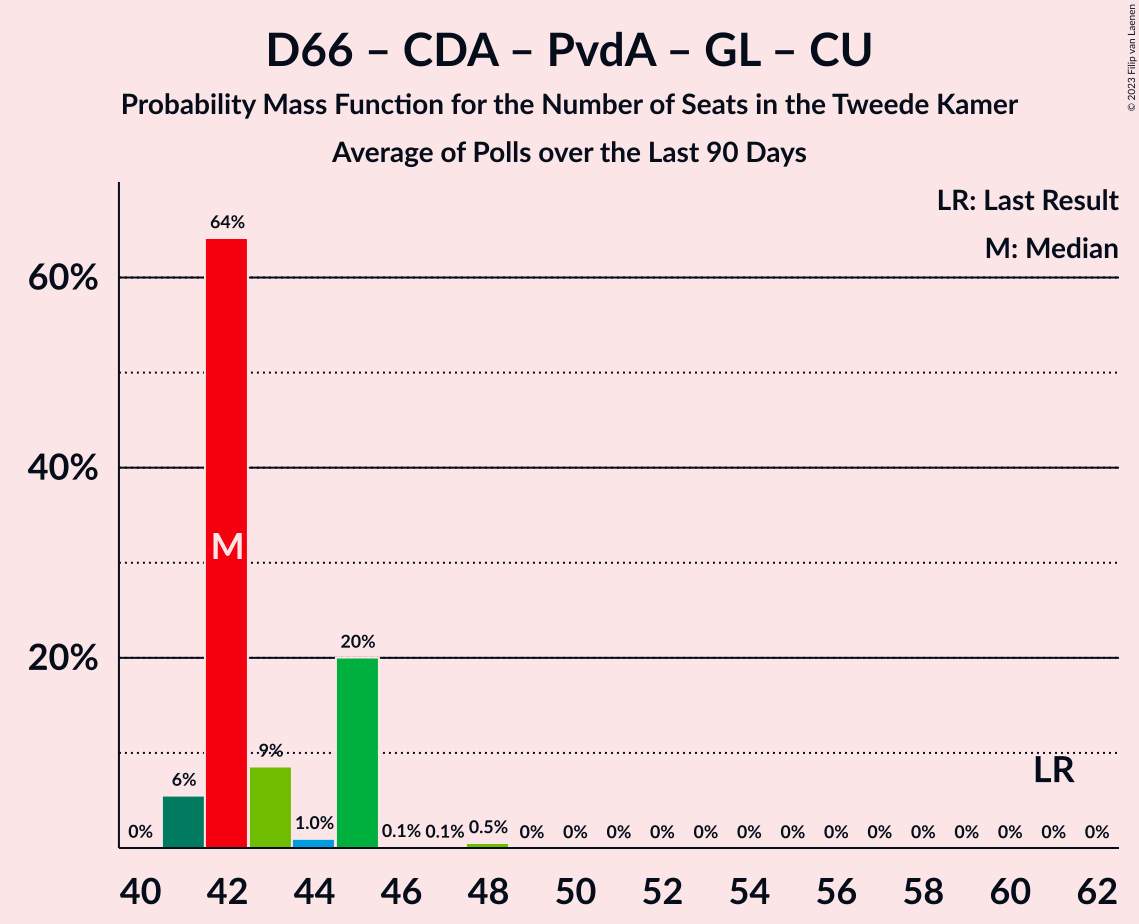 D66 – CDA – PvdA – GL – CU
Probability Mass Function for the Number of Seats in the Tweede Kamer
Average of Polls over the Last 90 Days
© 2023 Filip van Laenen
LR: Last Result
M: Median
60%
40%
20%
0% 6% 64% 9% 1.0% 20% 0.1% 0.1% 0.5% 0% 0% 0% 0% 0% 0% 0% 0% 0% 0% 0% 0% 0% 0%
M
LR
40 42 44 46 48 50 52 54 56 58 60 62